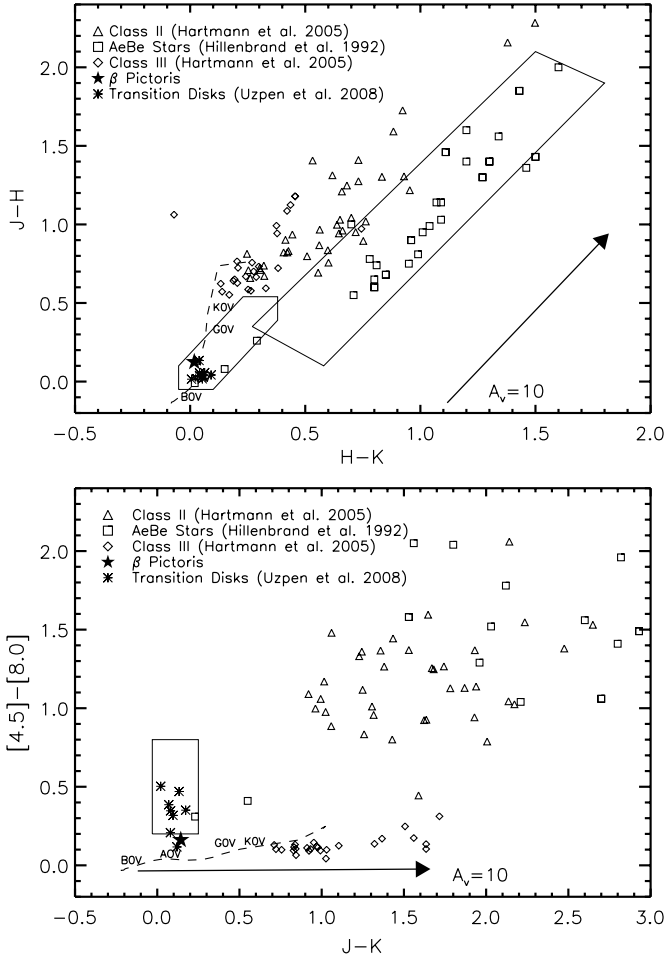 Class II (Hartmann et al. 2005)
AeBe Stars (Hillenbrand et al. 1992)
Class III (Hartmann et al. 2005)
β Pictoris
Transition Disks (Uzpen et al. 2008)
2.0
1.5
1.0
0.5
0.0
J-H
K0V
G0V
B0V
A_v=10
-0.5 0.0 0.5 1.0 1.5 2.0
H-K
Class II (Hartmann et al. 2005)
AeBe Stars (Hillenbrand et al. 1992)
Class III (Hartmann et al. 2005)
β Pictoris
Transition Disks (Uzpen et al. 2008)
2.0
1.5
1.0
0.5
0.0
[4.5]-[8.0]
B0V A0V G0V K0V
A_v=10
-0.5 0.0 0.5 1.0 1.5 2.0 2.5 3.0
J-K